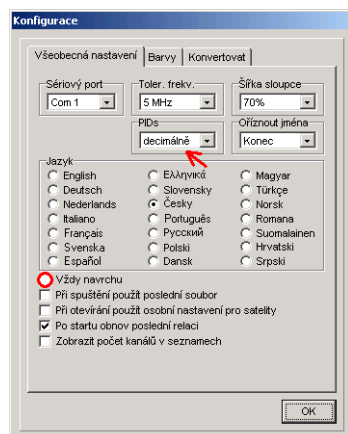 Konfigurace
Všeobecná nastavení Barvy Konvertovat
Sériový port Toler. frekv. Šířka sloupce
Com 1 5 MHz 70%
PIDs Oříznout jména
decimálně Konec
Jazyk
English Ελληνικά Magyar
Deutsch Slovensky Türkçe
Nederlands Česky Norsk
Italiano Português Romana
Français Русский Suomalainen
Svenska Polski Hrvatski
Español Dansk Srpski
Vždy navrchu
Při spuštění použít poslední soubor
Při otevírání použít osobní nastavení pro satelity
Po startu obnov poslední relaci
Zobrazit počet kanálů v seznamech
OK